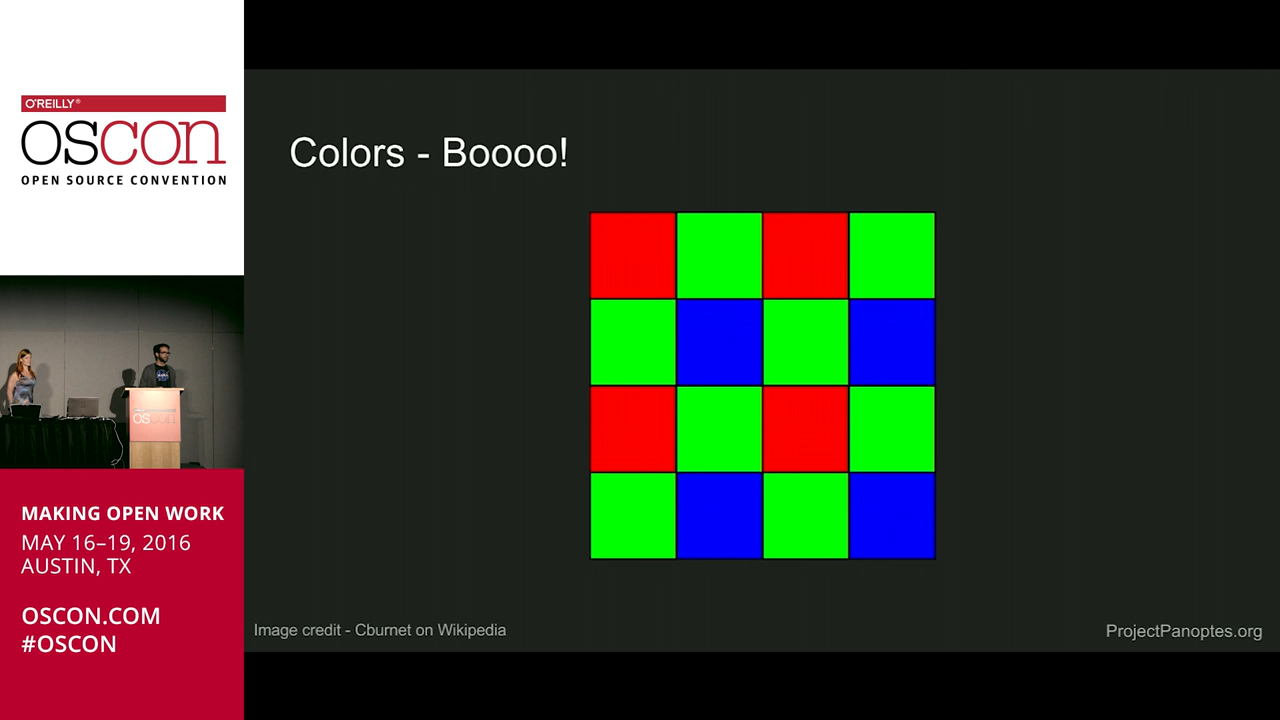 O'REILLY®
OSCON
OPEN SOURCE CONVENTION
Colors - Boooo!
OSCON
MAKING OPEN WORK
MAY 16–19, 2016
AUSTIN, TX
OSCON.COM
#OSCON
Image credit - Cburnet on Wikipedia
ProjectPanoptes.org